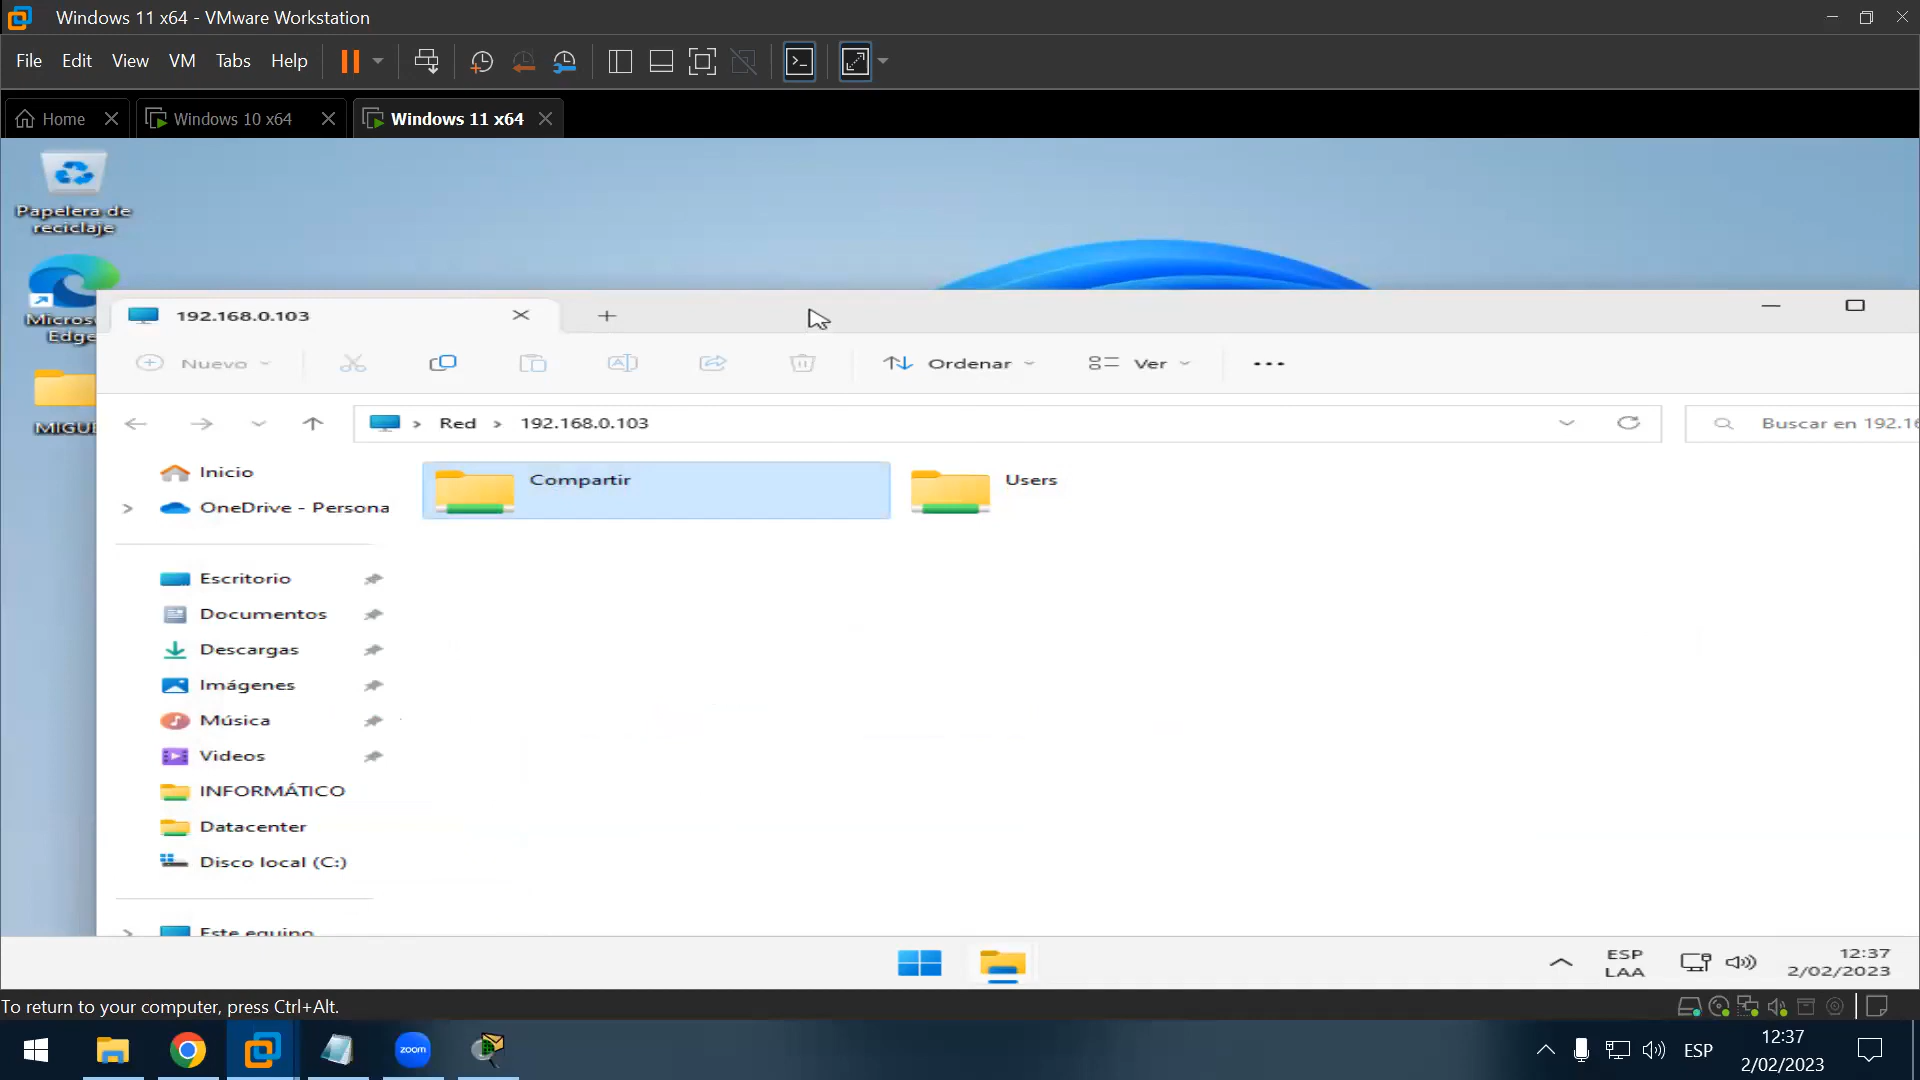 Windows 11 x64 - VMware Workstation
File Edit View VM Tabs Help
Home Windows 10 x64 Windows 11 x64
Papelera de
reciclaje
Edge
192.168.0.103
Nuevo Ordenar Ver
Red 192.168.0.103 Buscar en
Inicio
OneDrive - Persona
Compartir Users
Escritorio
Documentos
Descargas
Imágenes
Música
Videos
INFORMÁTICO
Datacenter
Disco local (C:)
Este equipo
ESP
LAA
12:37
2/02/2023
To return to your computer, press Ctrl+Alt.
zoom
ESP
12:37
2/02/2023